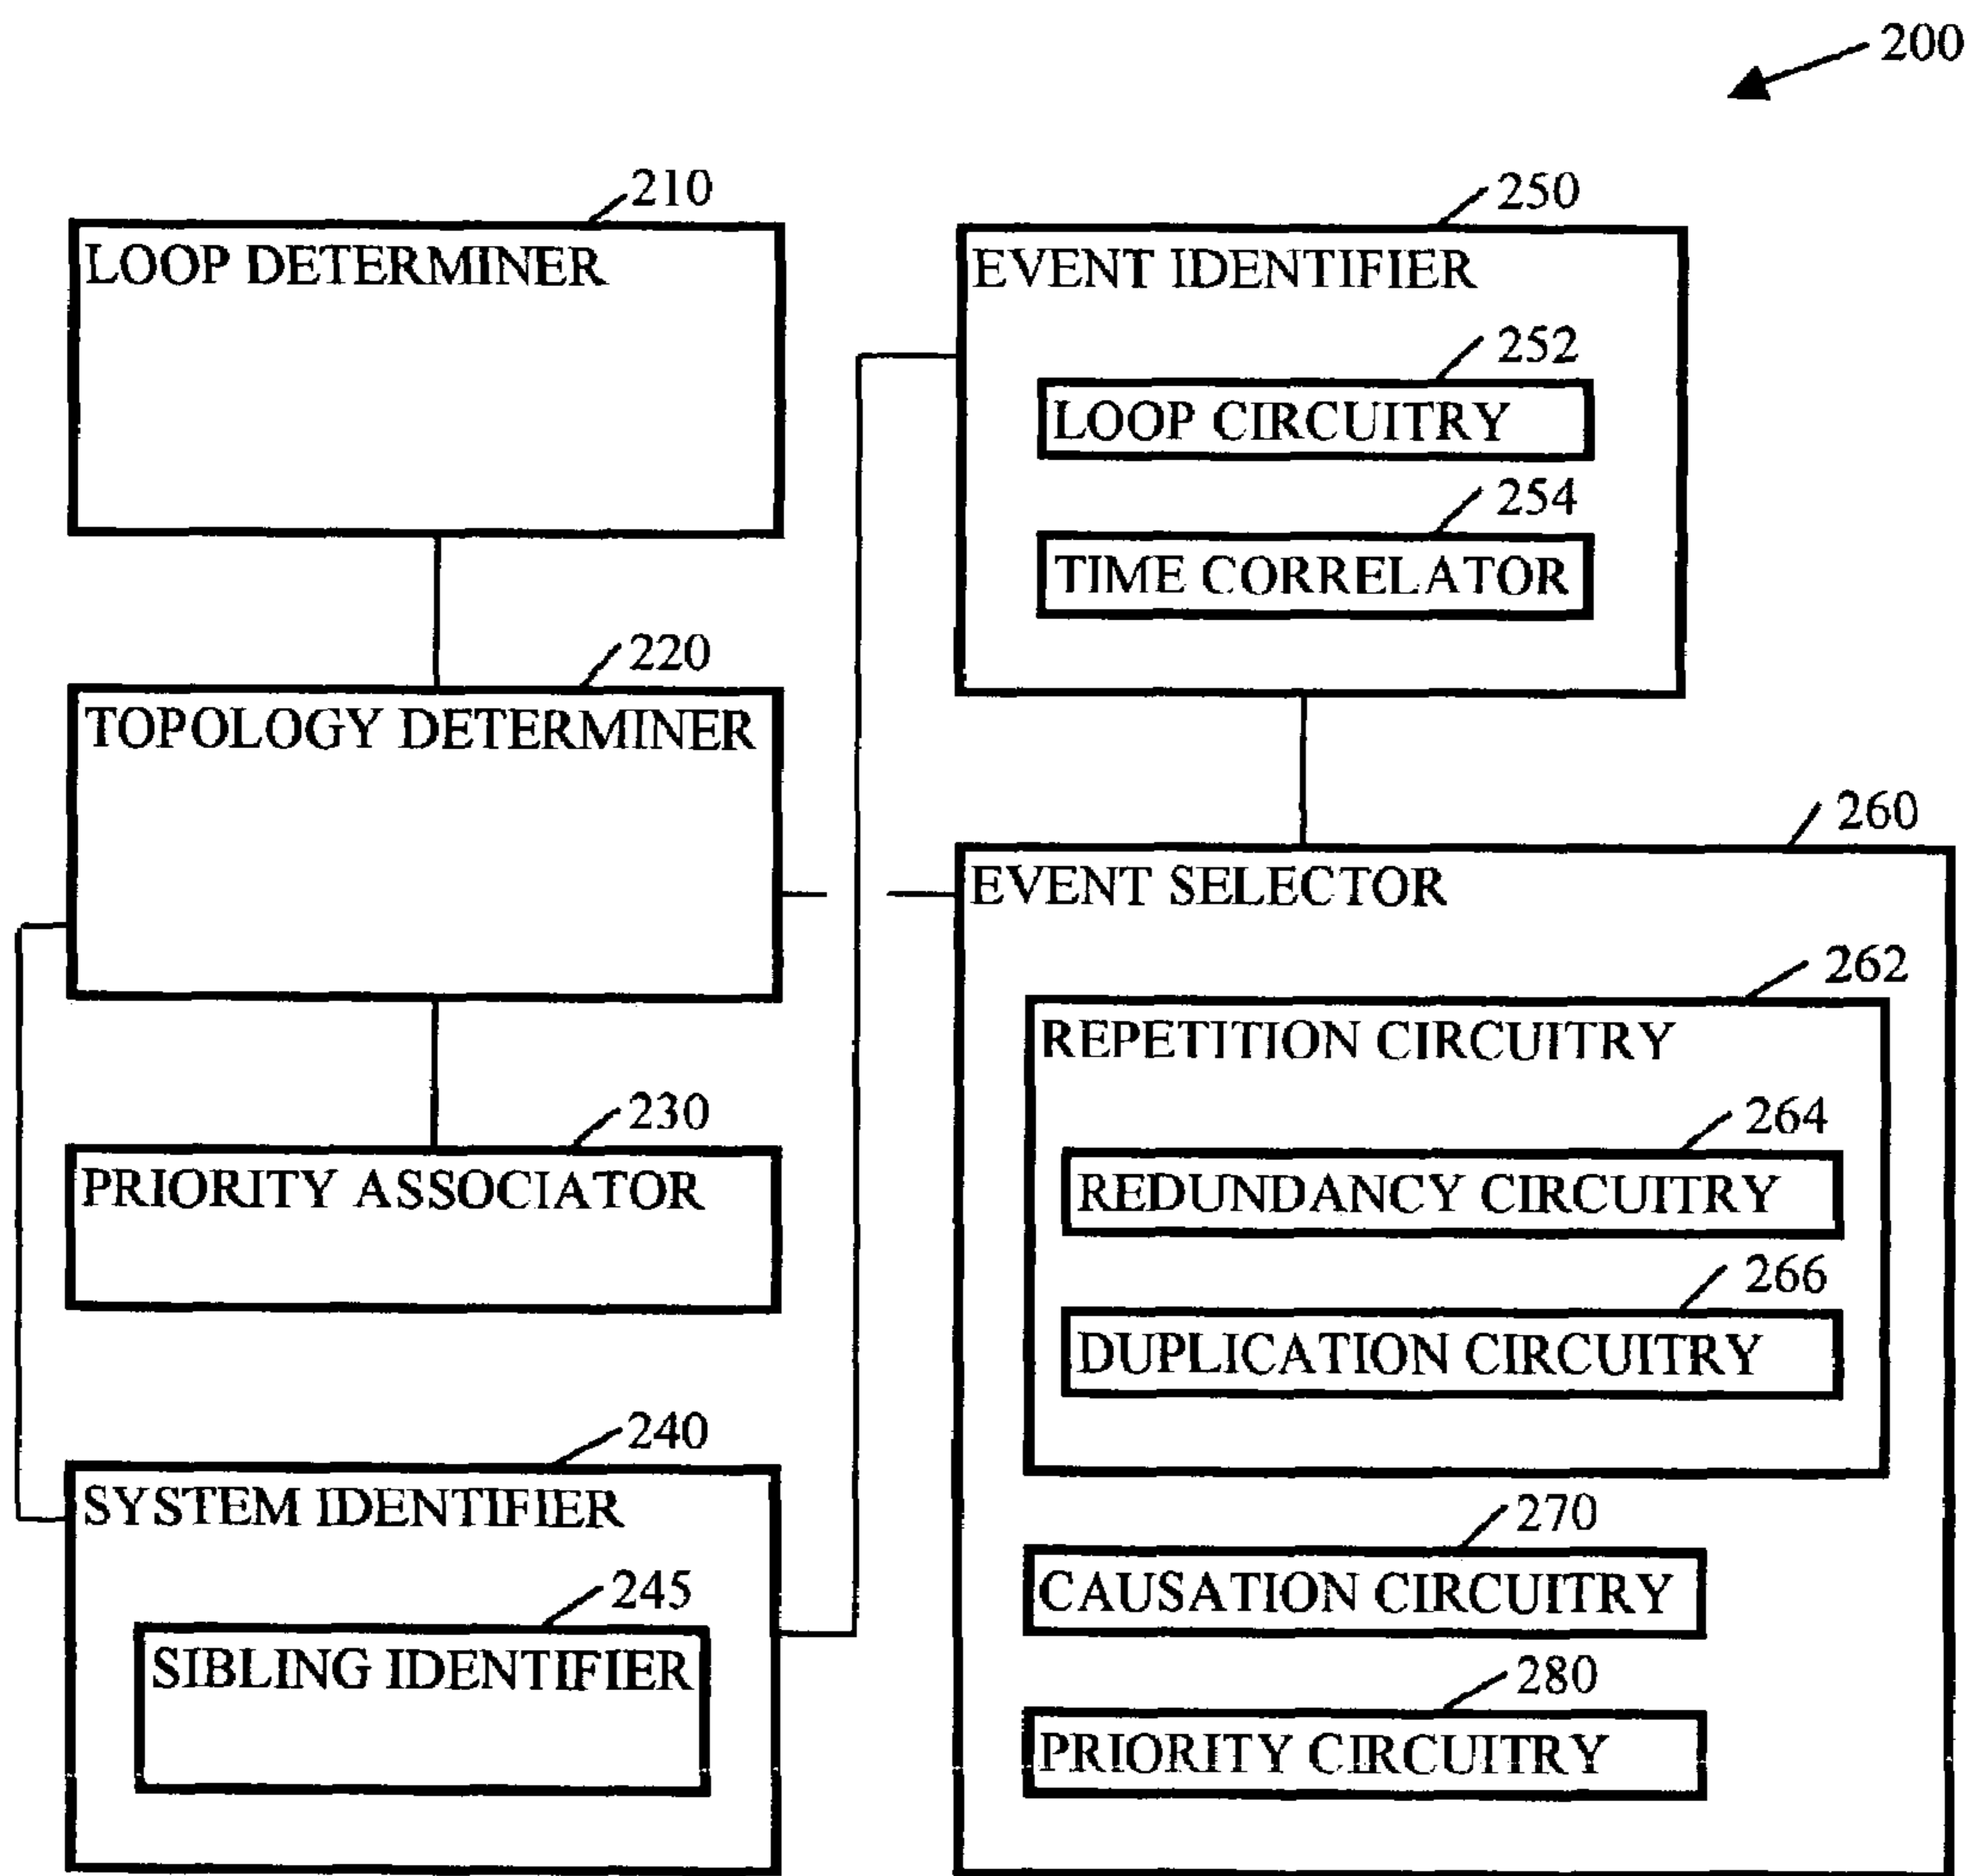 200
210
LOOP DETERMINER
220
TOPOLOGY DETERMINER
230
PRIORITY ASSOCIATOR
240
SYSTEM IDENTIFIER
245
SIBLING IDENTIFIER
250
EVENT IDENTIFIER
252
LOOP CIRCUITRY
254
TIME CORRELATOR
260
EVENT SELECTOR
262
REPETITION CIRCUITRY
264
REDUNDANCY CIRCUITRY
266
DUPLICATION CIRCUITRY
270
CAUSATION CIRCUITRY
280
PRIORITY CIRCUITRY